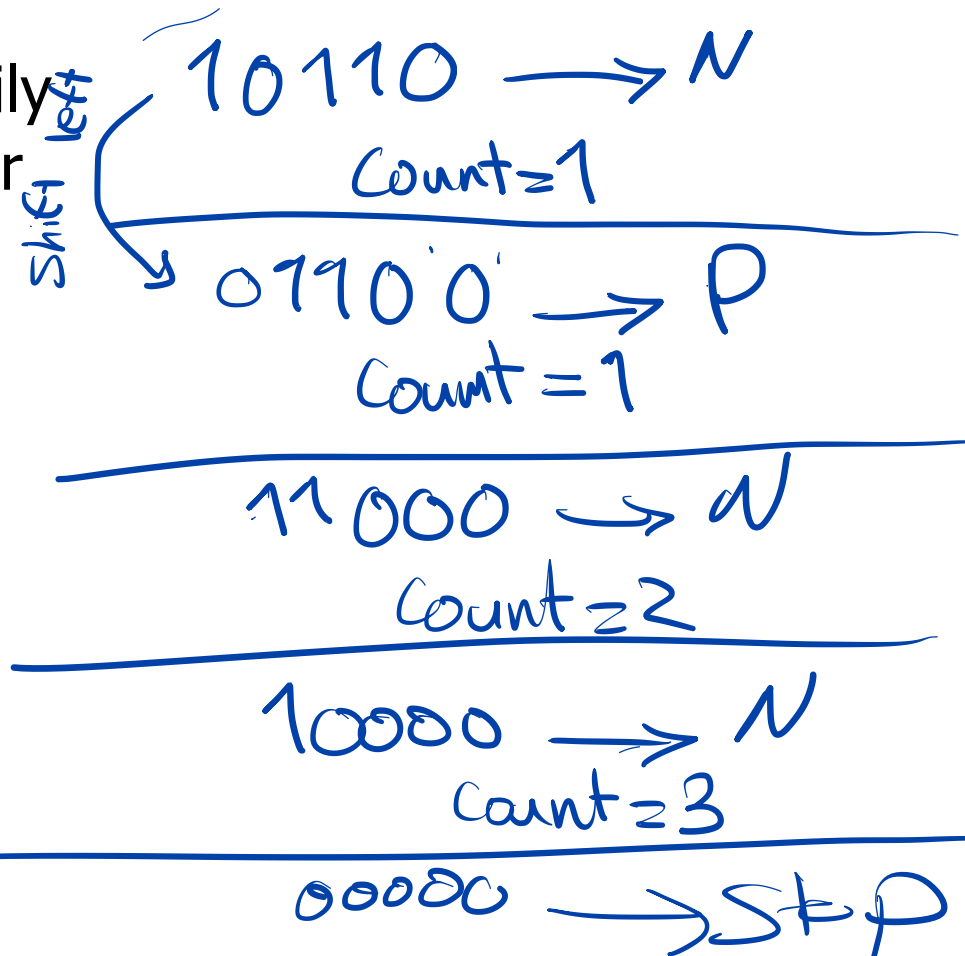 ily
r
shift left
10110 → N
Count=1
01100 → P
Count=1
11000 → N
Count=2
10000 → N
Count=3
00000 → Stop